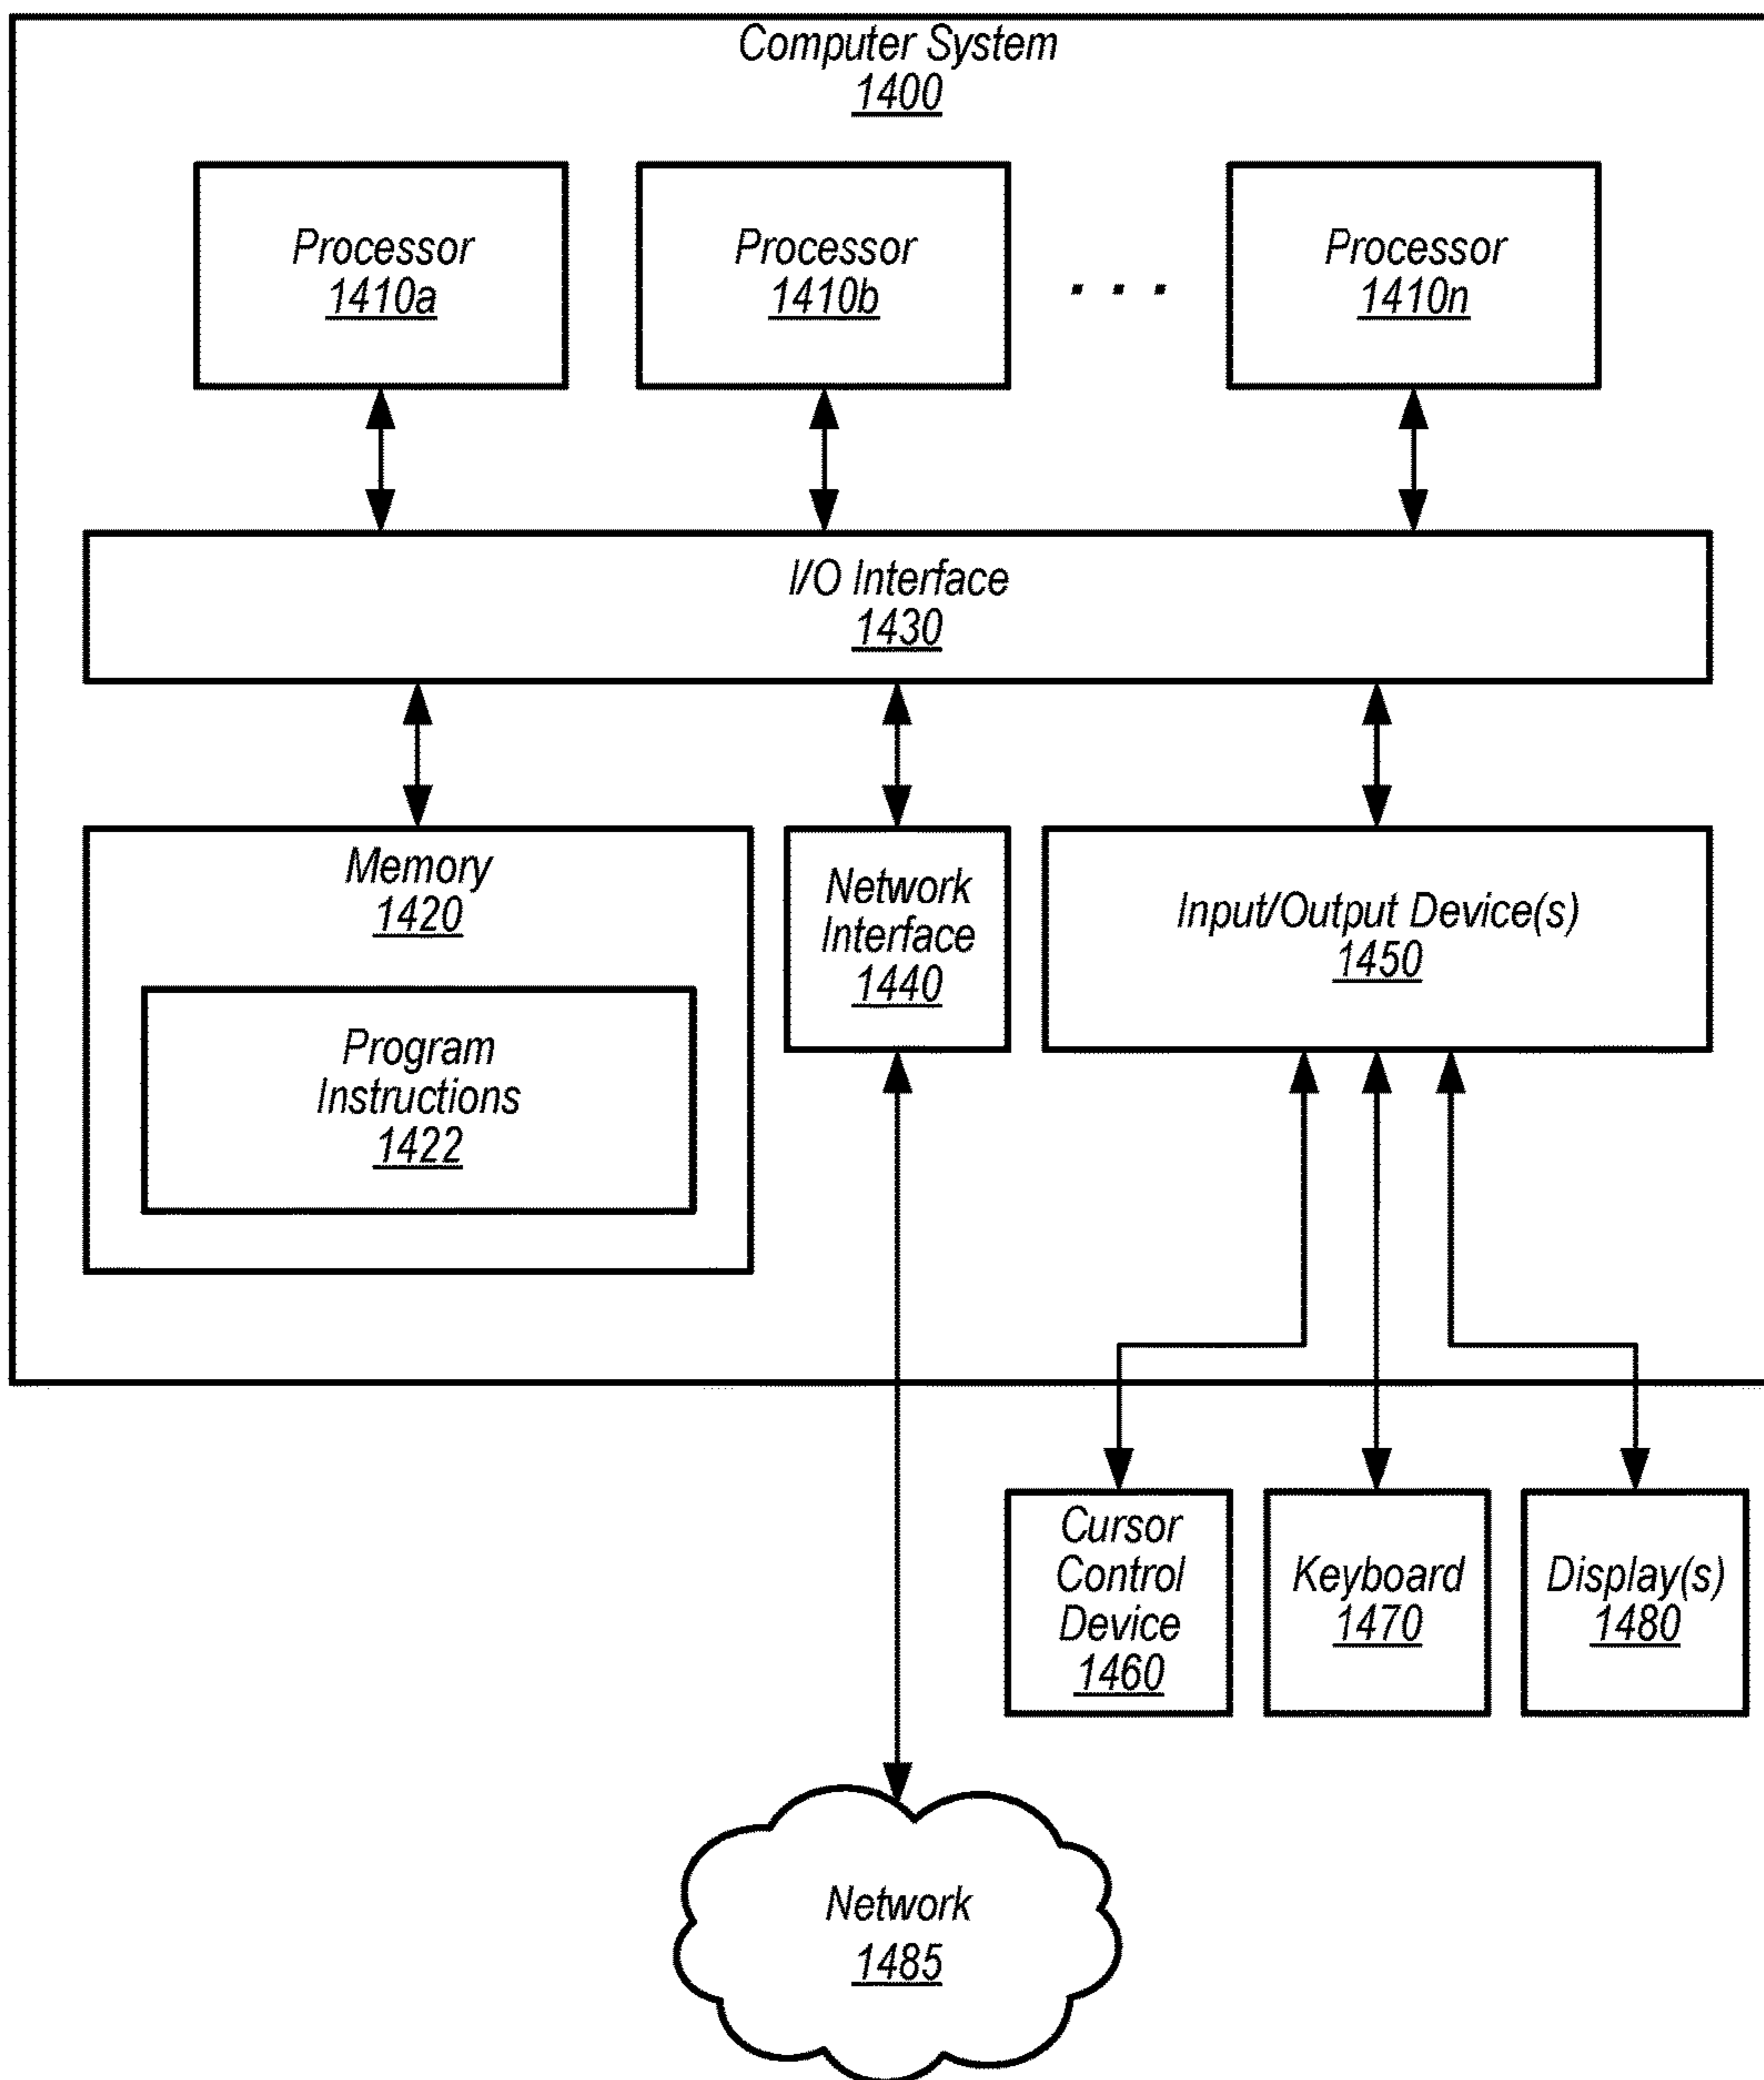 Computer System
1400
Processor
1410a
Processor
1410b
. . .
Processor
1410n
I/O Interface
1430
Memory
1420
Program
Instructions
1422
Network
Interface
1440
Input/Output Device(s)
1450
Cursor
Control
Device
1460
Keyboard
1470
Display(s)
1480
Network
1485